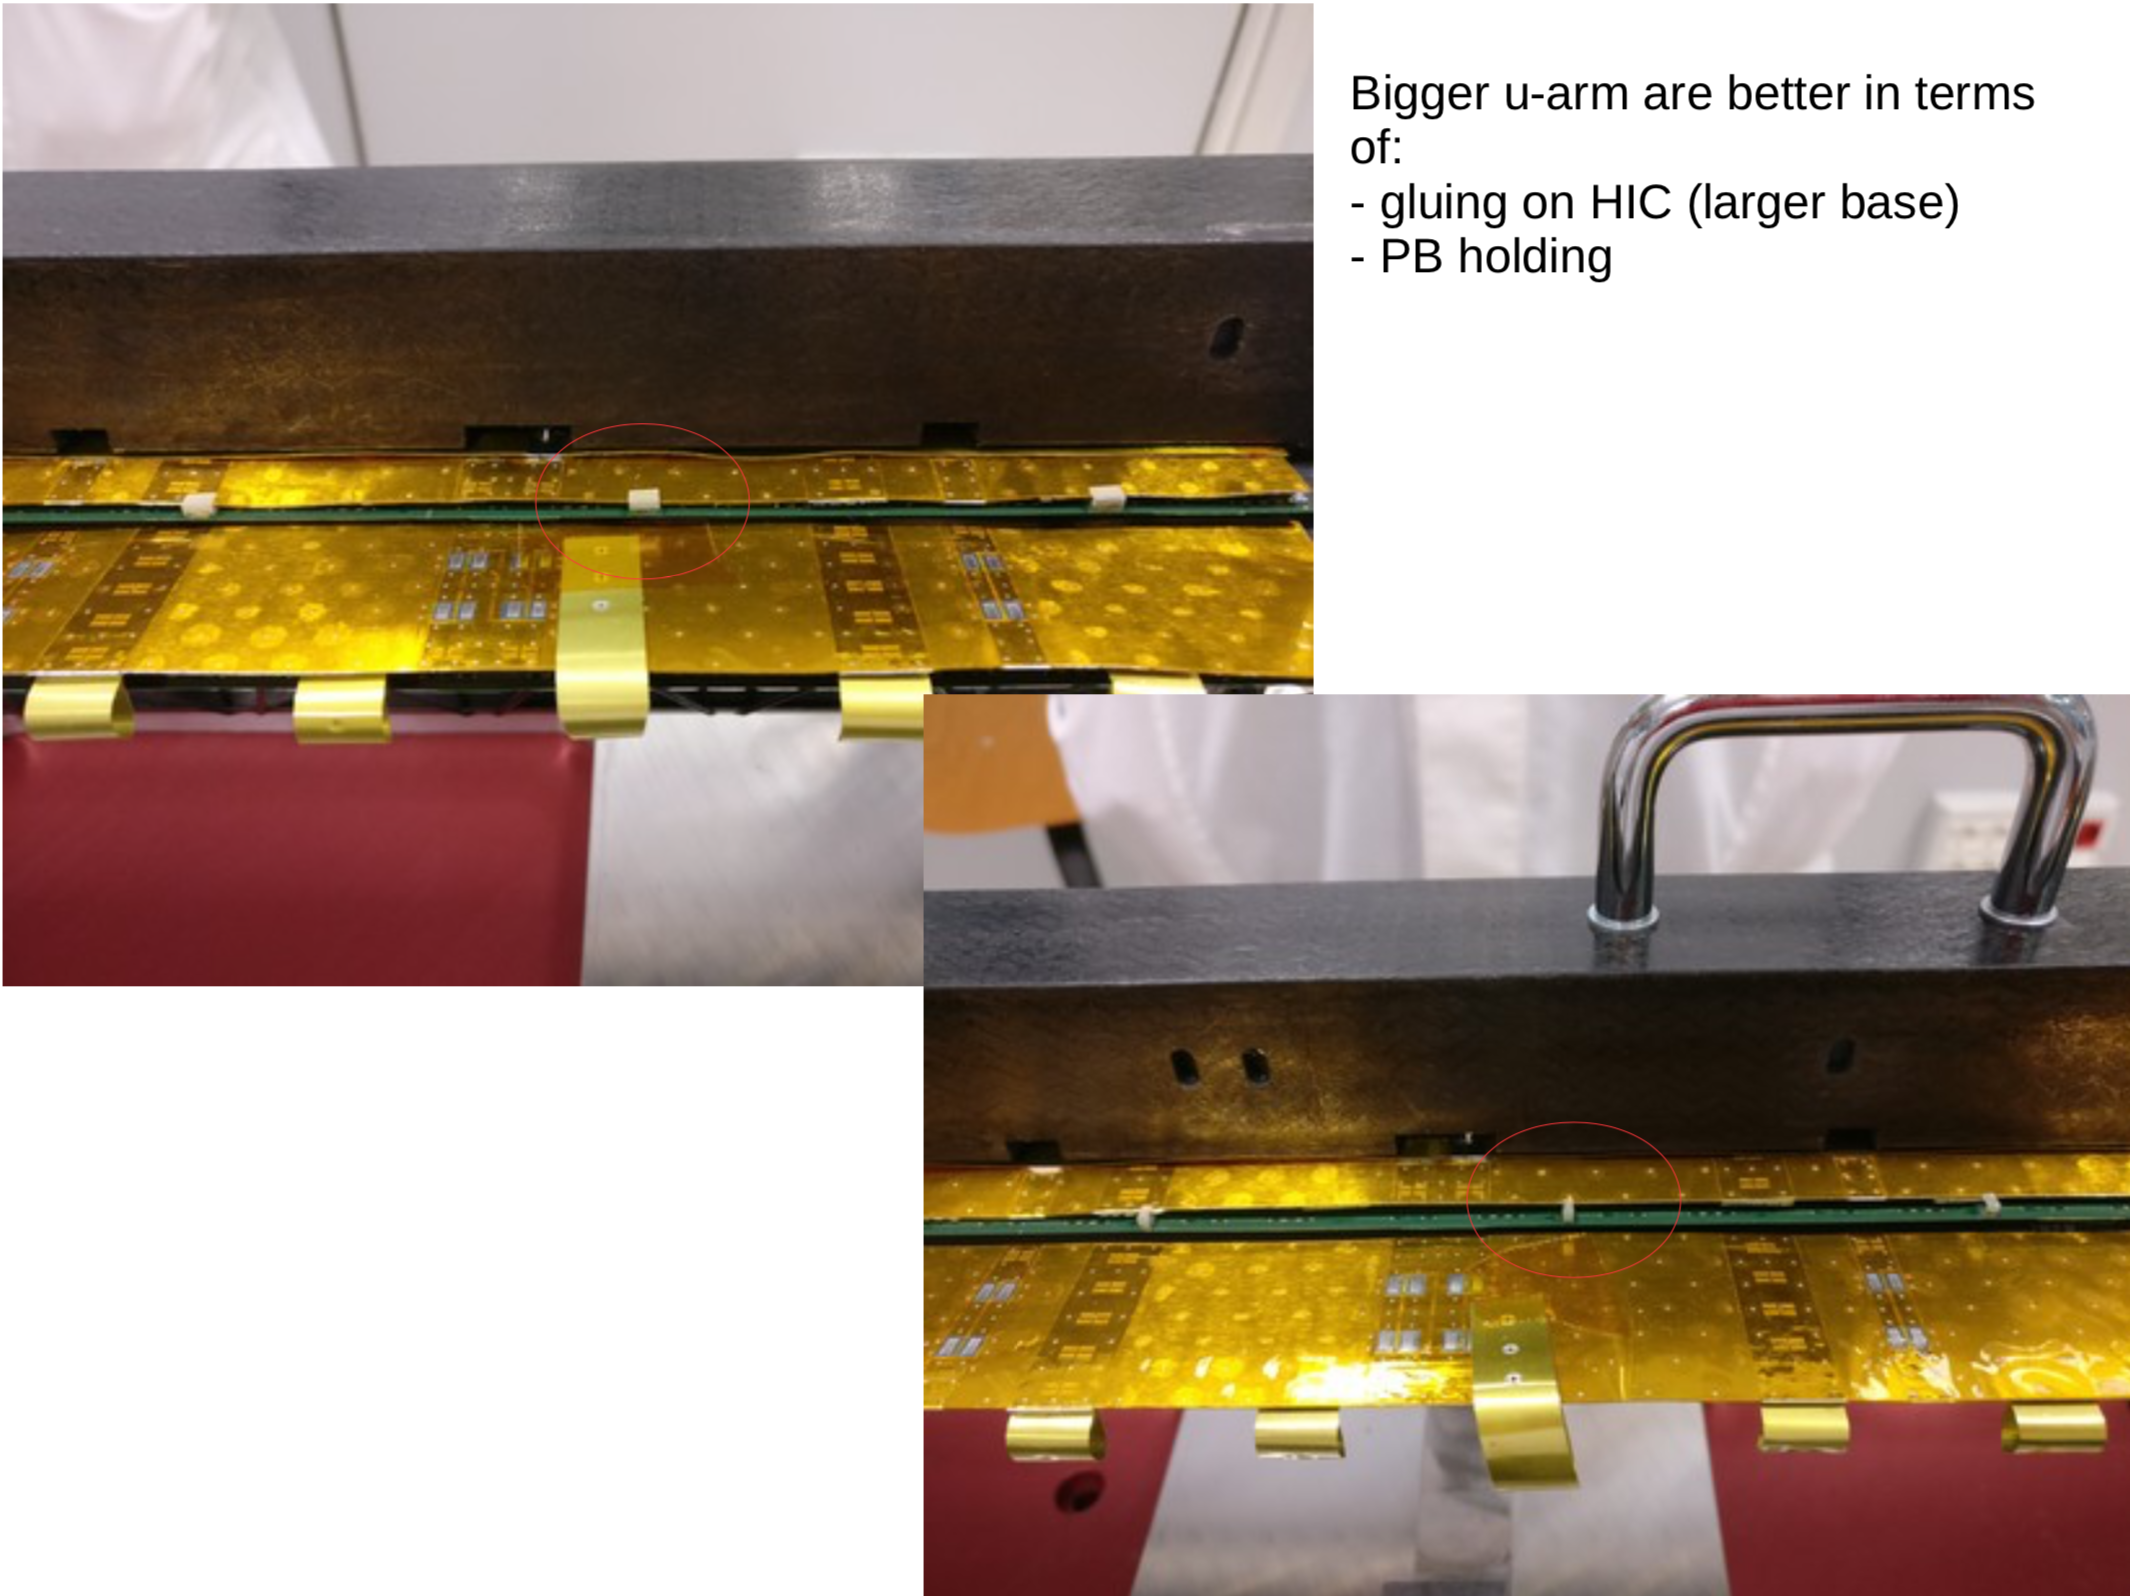 Bigger u-arm are better in terms
of:
- gluing on HIC (larger base)
- PB holding